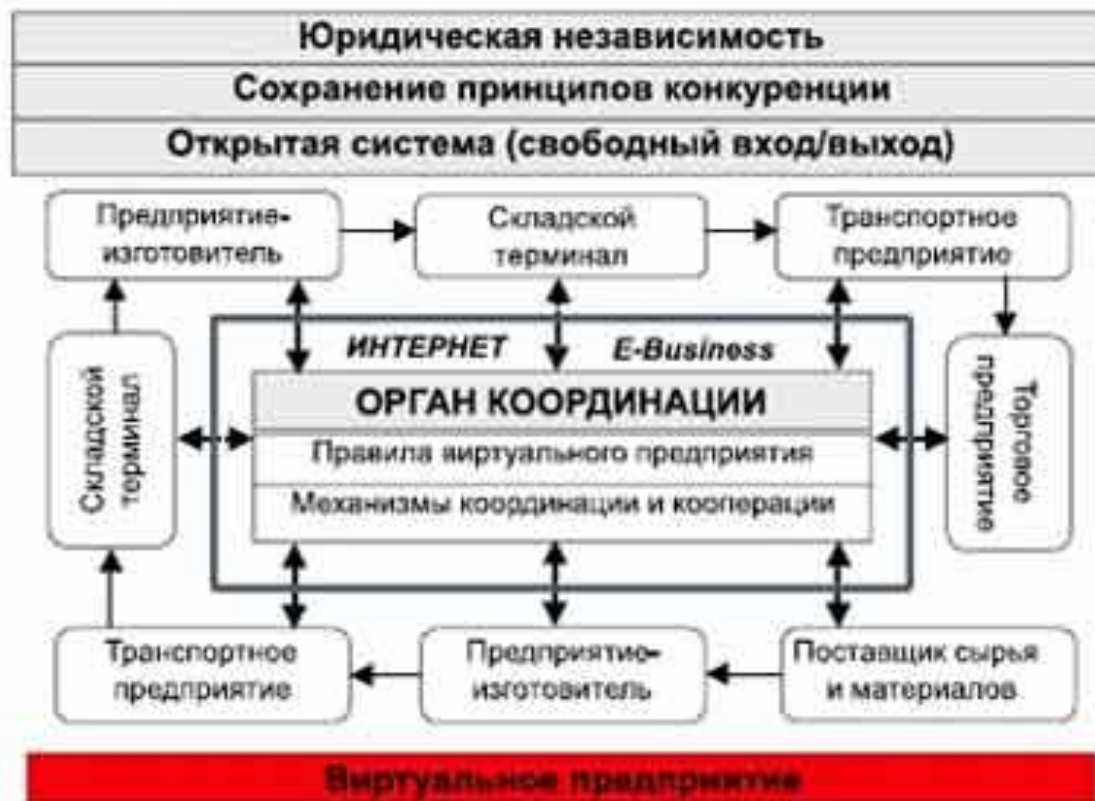 Юридическая независимость
Сохранение принципов конкуренции
Открытая система (свободный вход/выход)
Предприятие-
изготовитель
Складской
терминал
Транспортное
предприятие
ИНТЕРНЕТ E-Business
ОРГАН КООРДИНАЦИИ
Правила виртуального предприятия
Механизмы координации и кооперации
Складской
терминал
Торговое
предприятие
Транспортное
предприятие
Предприятие-
изготовитель
Поставщик сырья
и материалов
Виртуальное предприятие